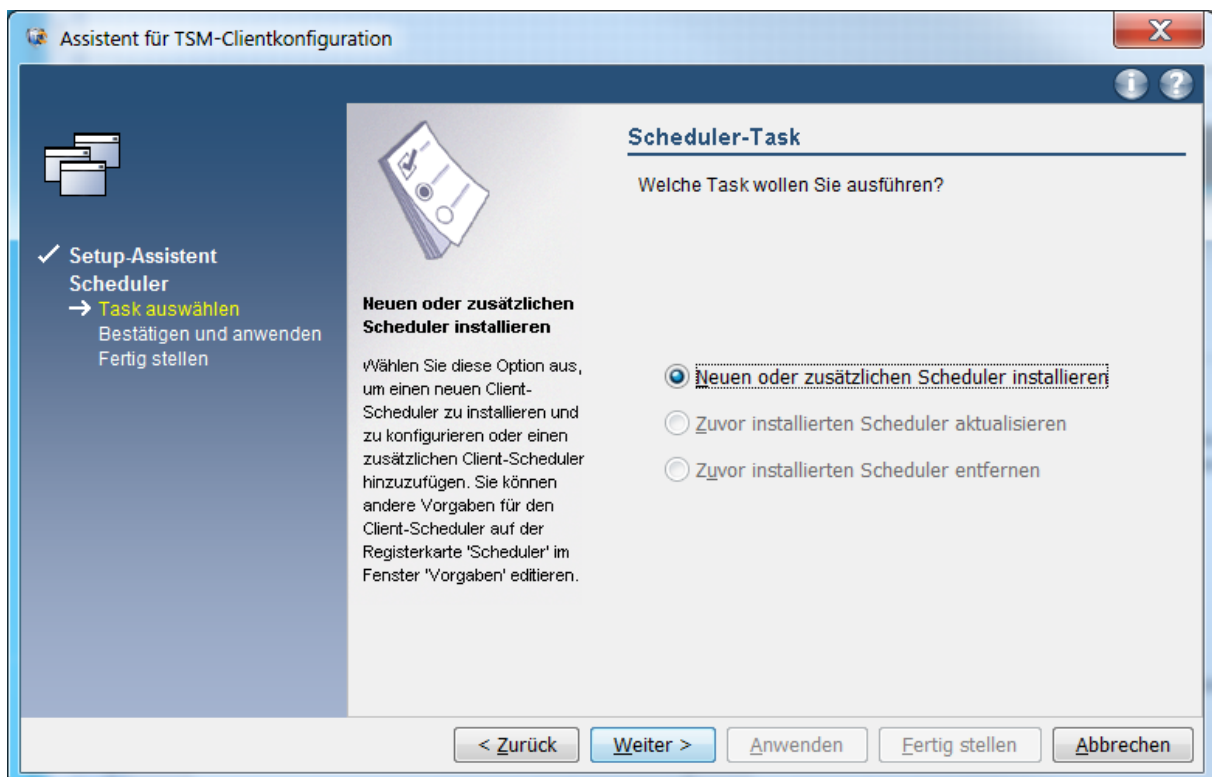 Assistent für TSM-Clientkonfiguration
X
i ?
Setup-Assistent
Scheduler
Task auswählen
Bestätigen und anwenden
Fertig stellen
Neuen oder zusätzlichen
Scheduler installieren
Wählen Sie diese Option aus,
um einen neuen Client-
Scheduler zu installieren und
zu konfigurieren oder einen
zusätzlichen Client-Scheduler
hinzuzufügen. Sie können
andere Vorgaben für den
Client-Scheduler auf der
Registerkarte 'Scheduler' im
Fenster 'Vorgaben' editieren.
Scheduler-Task
Welche Task wollen Sie ausführen?
Neuen oder zusätzlichen Scheduler installieren
Zuvor installierten Scheduler aktualisieren
Zuvor installierten Scheduler entfernen
< Zurück
Weiter >
Anwenden
Fertig stellen
Abbrechen